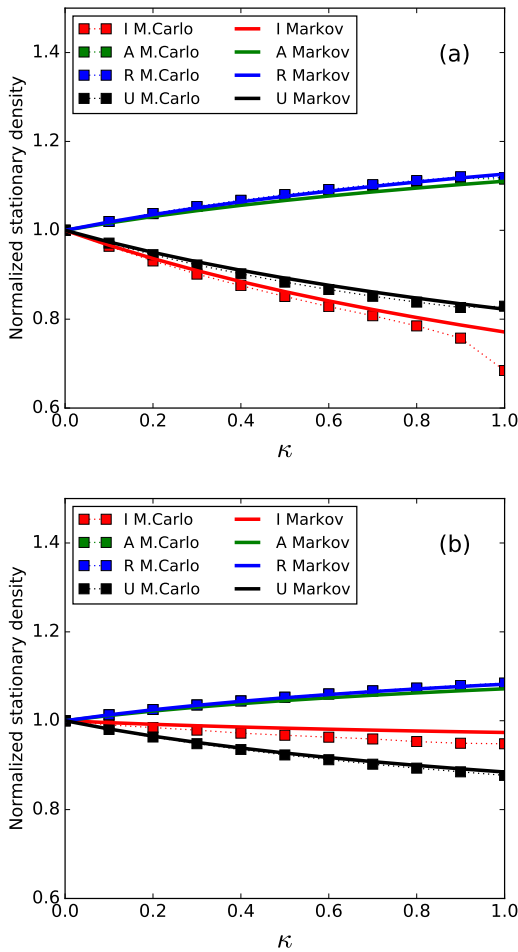 1.4
1.2
1.0
0.8
0.6
Normalized stationary density
I M.Carlo
A M.Carlo
R M.Carlo
U M.Carlo
I Markov
A Markov
R Markov
U Markov
(a)
0.0 0.2 0.4 0.6 0.8 1.0
κ
1.4
1.2
1.0
0.8
0.6
Normalized stationary density
I M.Carlo
A M.Carlo
R M.Carlo
U M.Carlo
I Markov
A Markov
R Markov
U Markov
(b)
0.0 0.2 0.4 0.6 0.8 1.0
κ